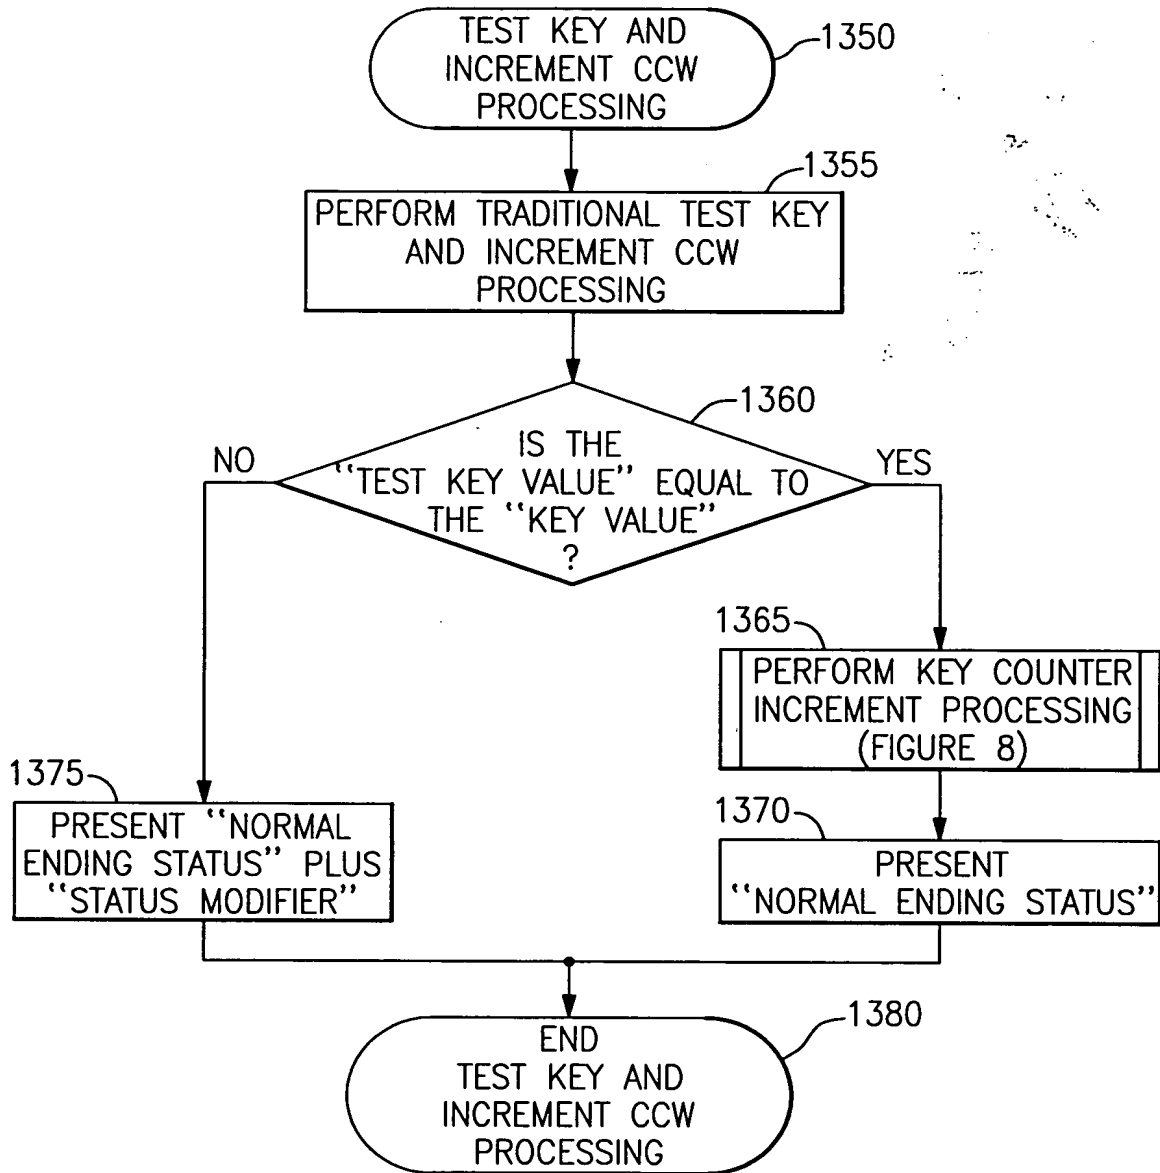 TEST KEY AND
INCREMENT CCW
PROCESSING
1350
1355
PERFORM TRADITIONAL TEST KEY
AND INCREMENT CCW
PROCESSING
1360
IS THE
“TEST KEY VALUE” EQUAL TO
THE “KEY VALUE”
?
NO
YES
1365
PERFORM KEY COUNTER
INCREMENT PROCESSING
(FIGURE 8)
1375
PRESENT “NORMAL
ENDING STATUS” PLUS
“STATUS MODIFIER”
1370
PRESENT
“NORMAL ENDING STATUS”
1380
END
TEST KEY AND
INCREMENT CCW
PROCESSING